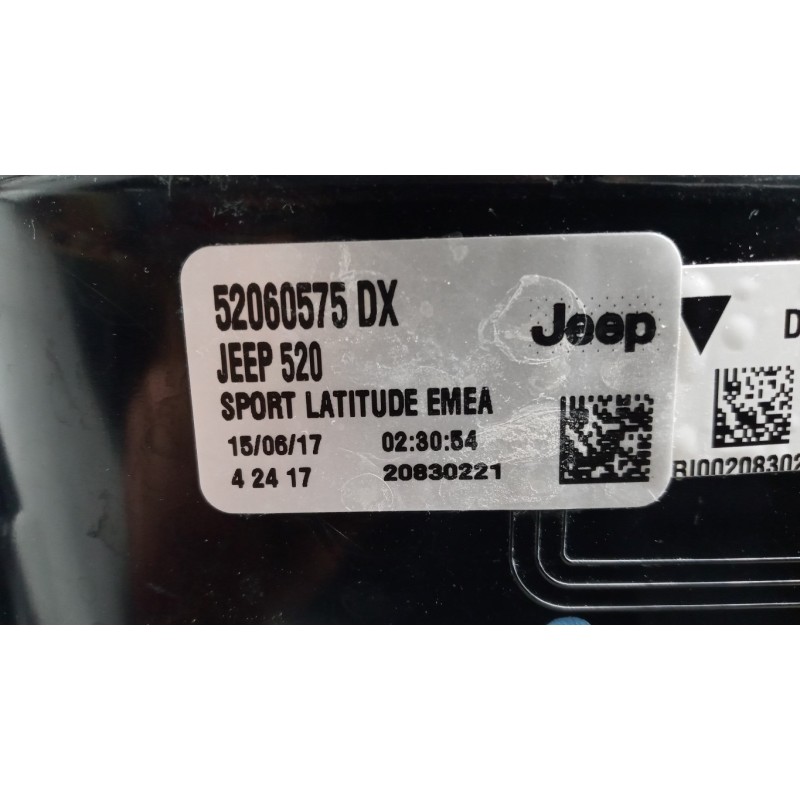 52060575 DX
Jeep
JEEP 520
SPORT LATITUDE EMEA
15/06/17 02:30:54
4 24 17 20830221
D